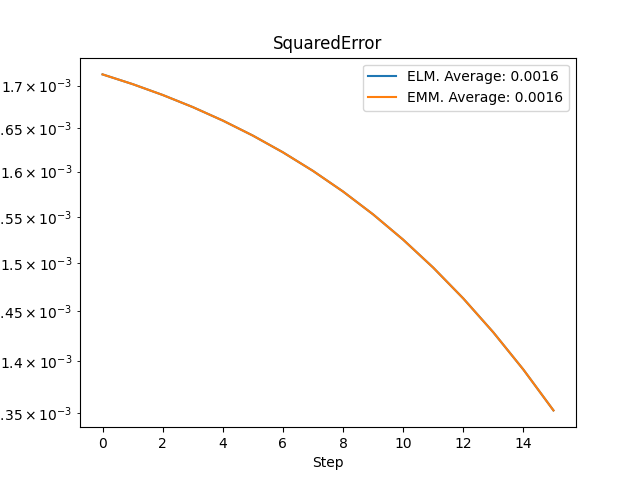 SquaredError
ELM. Average: 0.0016
EMM. Average: 0.0016
1.7 × 10⁻³
.65 × 10⁻³
1.6 × 10⁻³
.55 × 10⁻³
1.5 × 10⁻³
.45 × 10⁻³
1.4 × 10⁻³
.35 × 10⁻³
0 2 4 6 8 10 12 14
Step